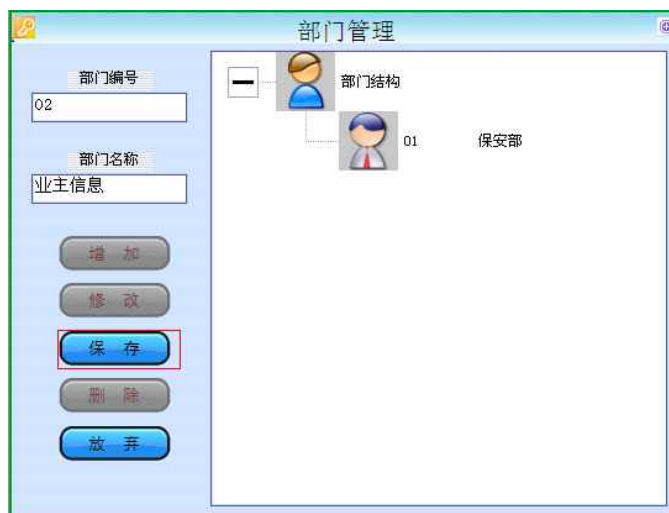 部门管理
部门编号
02
部门名称
业主信息
增 加
修 改
保 存
删 除
放 弃
部门结构
01 保安部